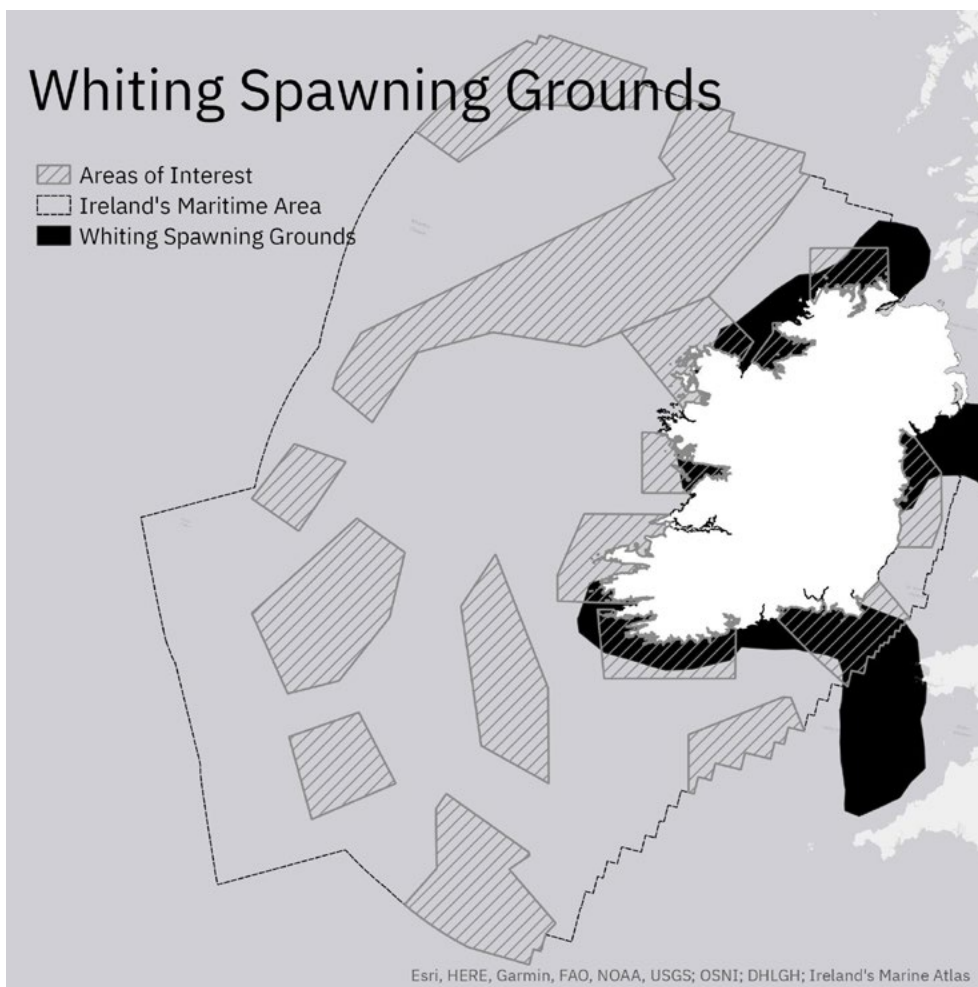 Whiting Spawning Grounds
Areas of Interest
Ireland's Maritime Area
Whiting Spawning Grounds
Esri, HERE, Garmin, FAO, NOAA, USGS; OSNI; DHLGH; Ireland's Marine Atlas